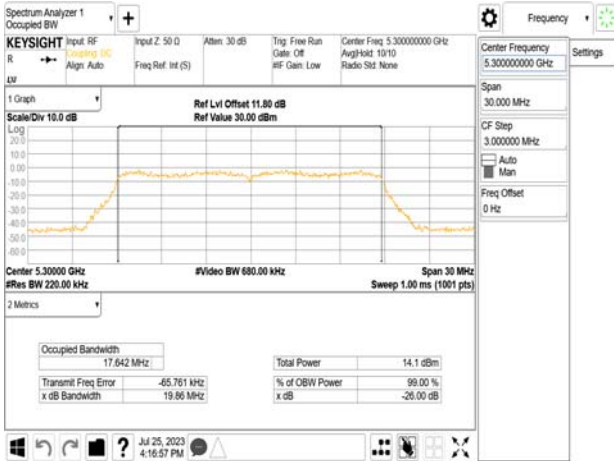 Spectrum Analyzer 1
Occupied BW
Frequency
KEYSIGHT
R
Input: RF
Coupling: DC
Align: Auto
Input Z: 50 Ω
Freq Ref: Int (S)
Atten: 30 dB
Trig: Free Run
Gate: Off
#IF Gain: Low
Center Freq: 5.300000000 GHz
Avg|Hold: 10/10
Radio Std: None
1 Graph
Scale/Div 10.0 dB
Ref Lvl Offset 11.80 dB
Ref Value 30.00 dBm
Log
20.0
10.0
0.00
-10.0
-20.0
-30.0
-40.0
-50.0
-60.0
Center 5.30000 GHz
#Res BW 220.00 kHz
#Video BW 680.00 kHz
Span 30 MHz
Sweep 1.00 ms (1001 pts)
2 Metrics
Occupied Bandwidth
17.642 MHz
Transmit Freq Error -65.761 kHz
x dB Bandwidth 19.86 MHz
Total Power 14.1 dBm
% of OBW Power 99.00 %
x dB -26.00 dB
Jul 25, 2023
4:16:57 PM
Center Frequency
5.300000000 GHz
Settings
Span
30.000 MHz
CF Step
3.000000 MHz
Auto
Man
Freq Offset
0 Hz